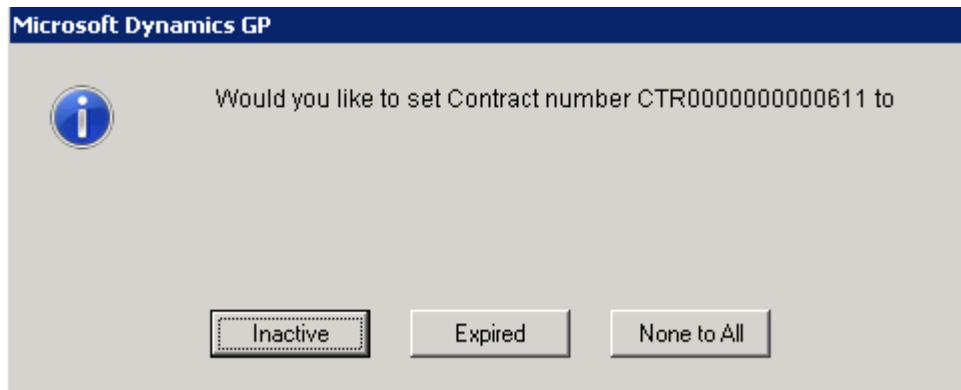 Microsoft Dynamics GP
Would you like to set Contract number CTR0000000000611 to
Inactive
Expired
None to All